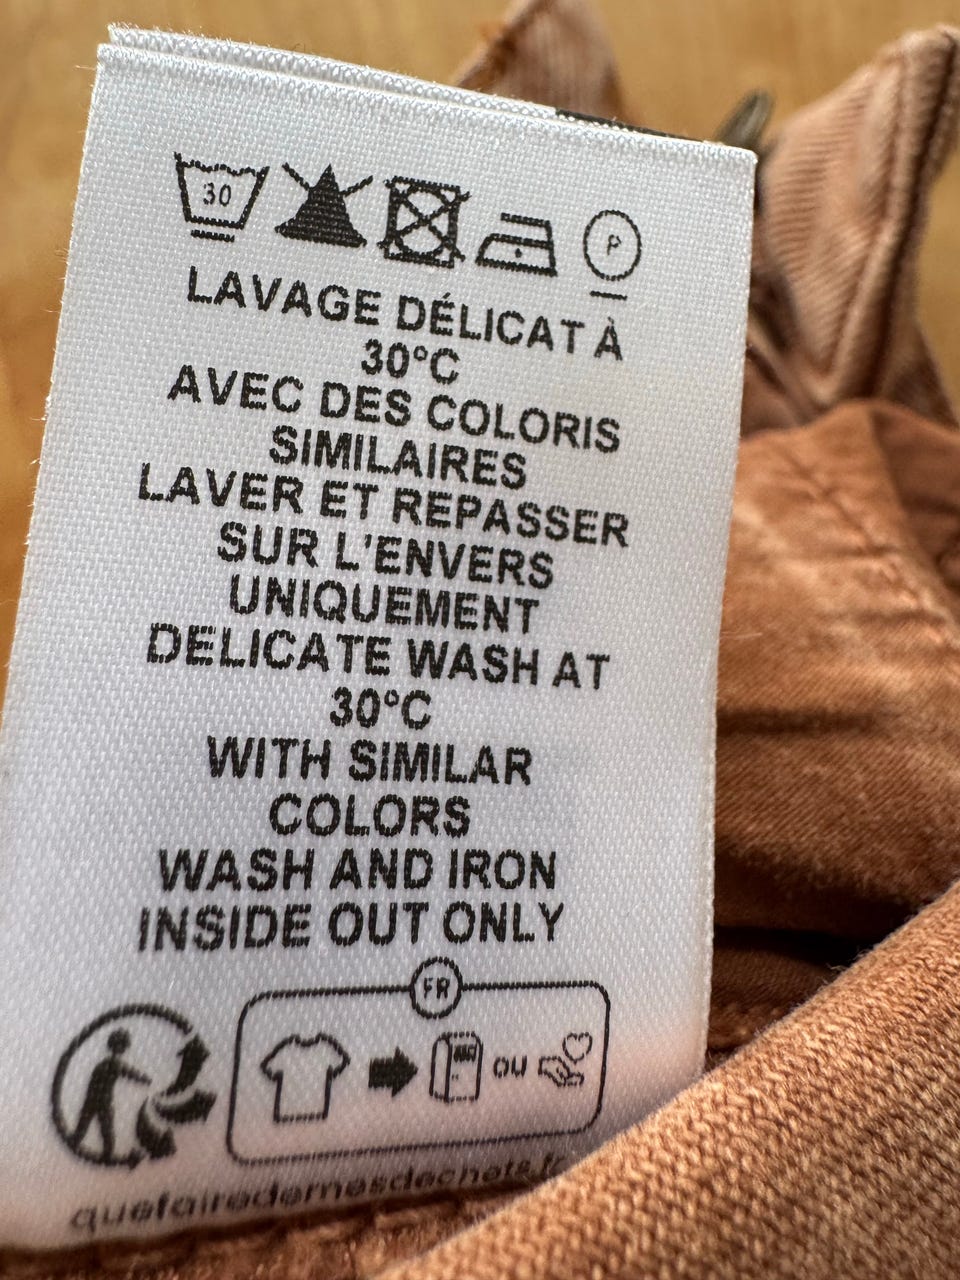 30
P
LAVAGE DÉLICAT À
30°C
AVEC DES COLORIS
SIMILAIRES
LAVER ET REPASSER
SUR L'ENVERS
UNIQUEMENT
DELICATE WASH AT
30°C
WITH SIMILAR
COLORS
WASH AND IRON
INSIDE OUT ONLY
FR
OU
quefairedemesdechets.fr